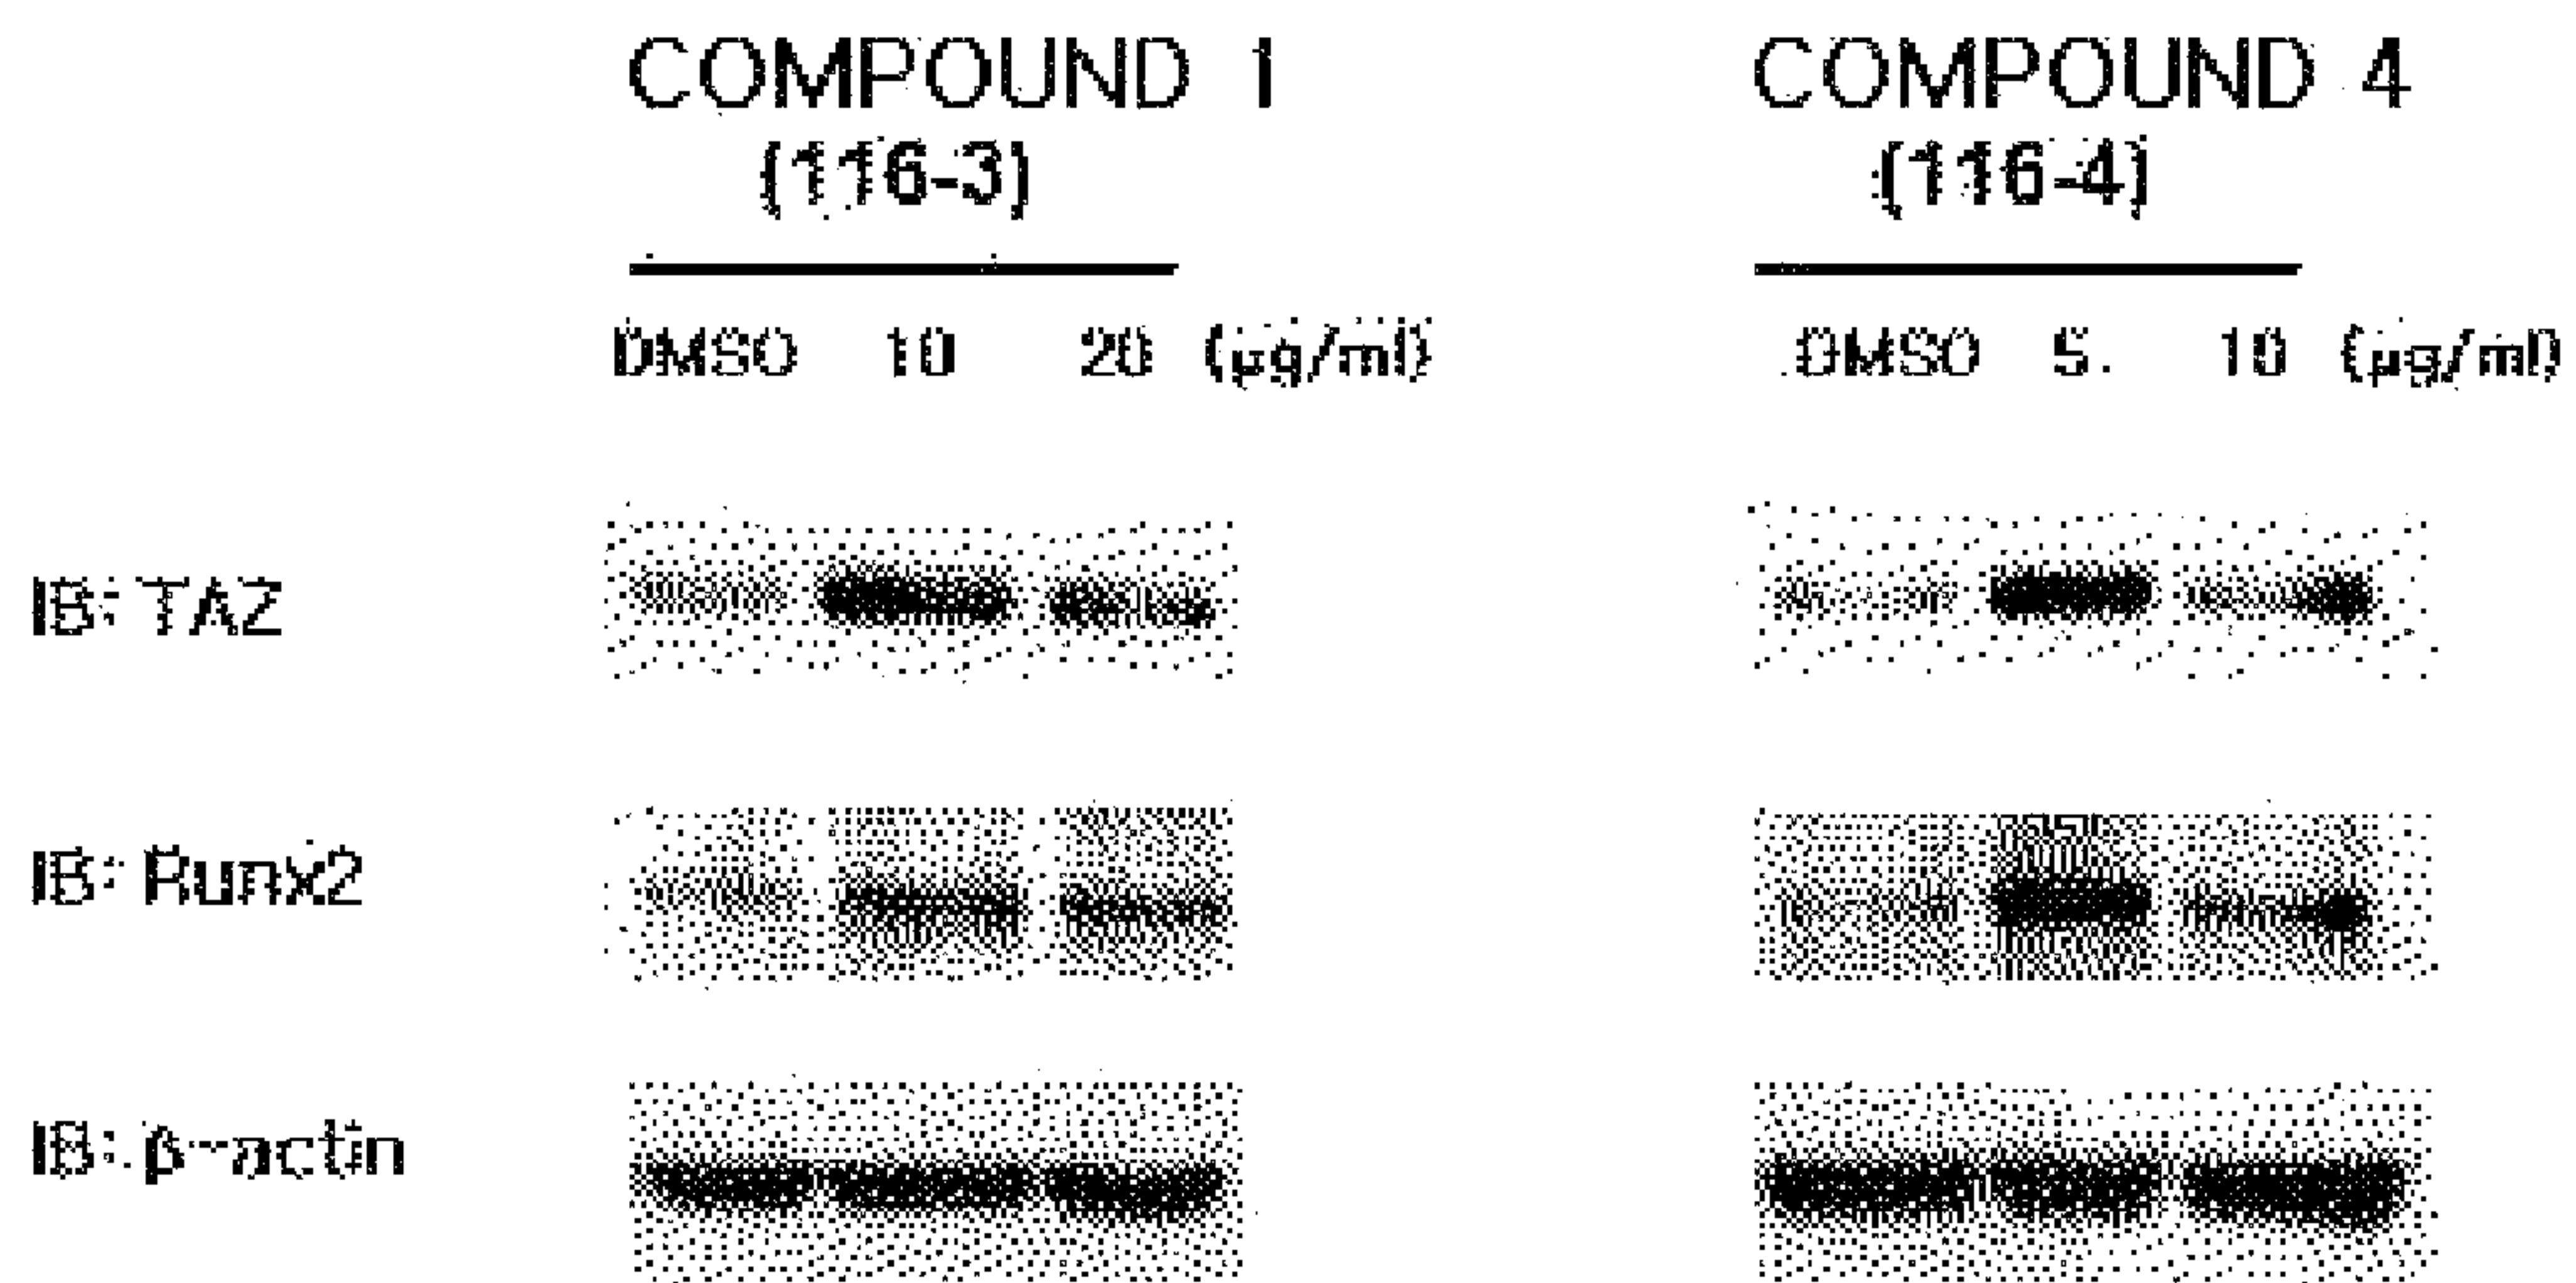 COMPOUND 1
(116-3)
DMSO 10 20 (μg/ml)
COMPOUND 4
(116-4)
DMSO 5 10 (μg/ml)
IB: TAZ
IB: Runx2
IB: β-actin